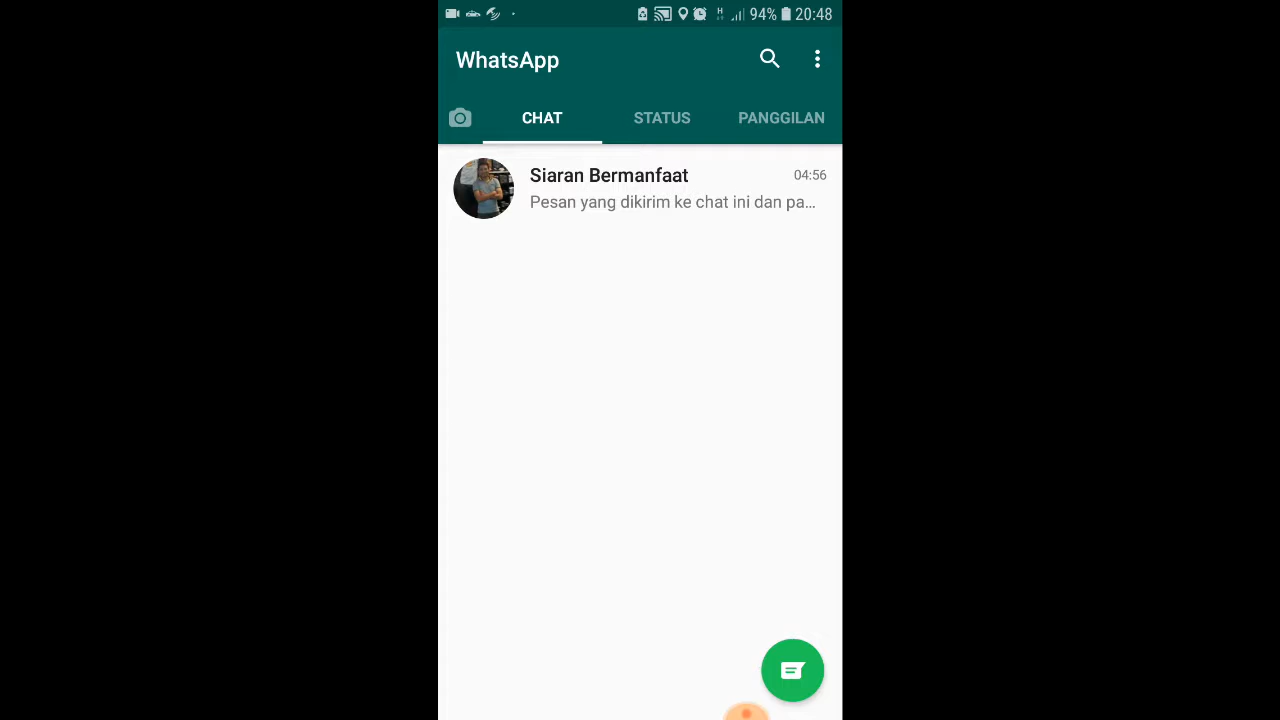 94% 20:48
WhatsApp
CHAT STATUS PANGGILAN
Siaran Bermanfaat 04:56
Pesan yang dikirim ke chat ini dan pa...